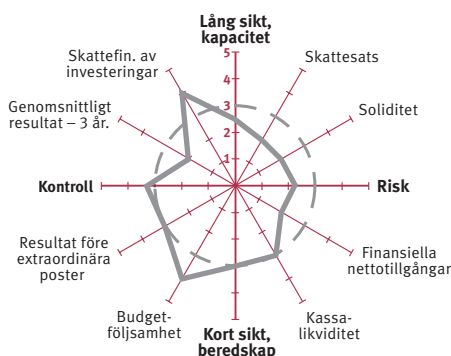 Lång sikt,
kapacitet
Skattefin. av
investeringar
Skattesats
Genomsnittligt
resultat – 3 år.
Soliditet
5
4
3
2
1
Kontroll
Risk
Resultat före
extraordinära
poster
Finansiella
nettotillgångar
Budget-
följsamhet
Kassa-
likviditet
Kort sikt,
beredskap